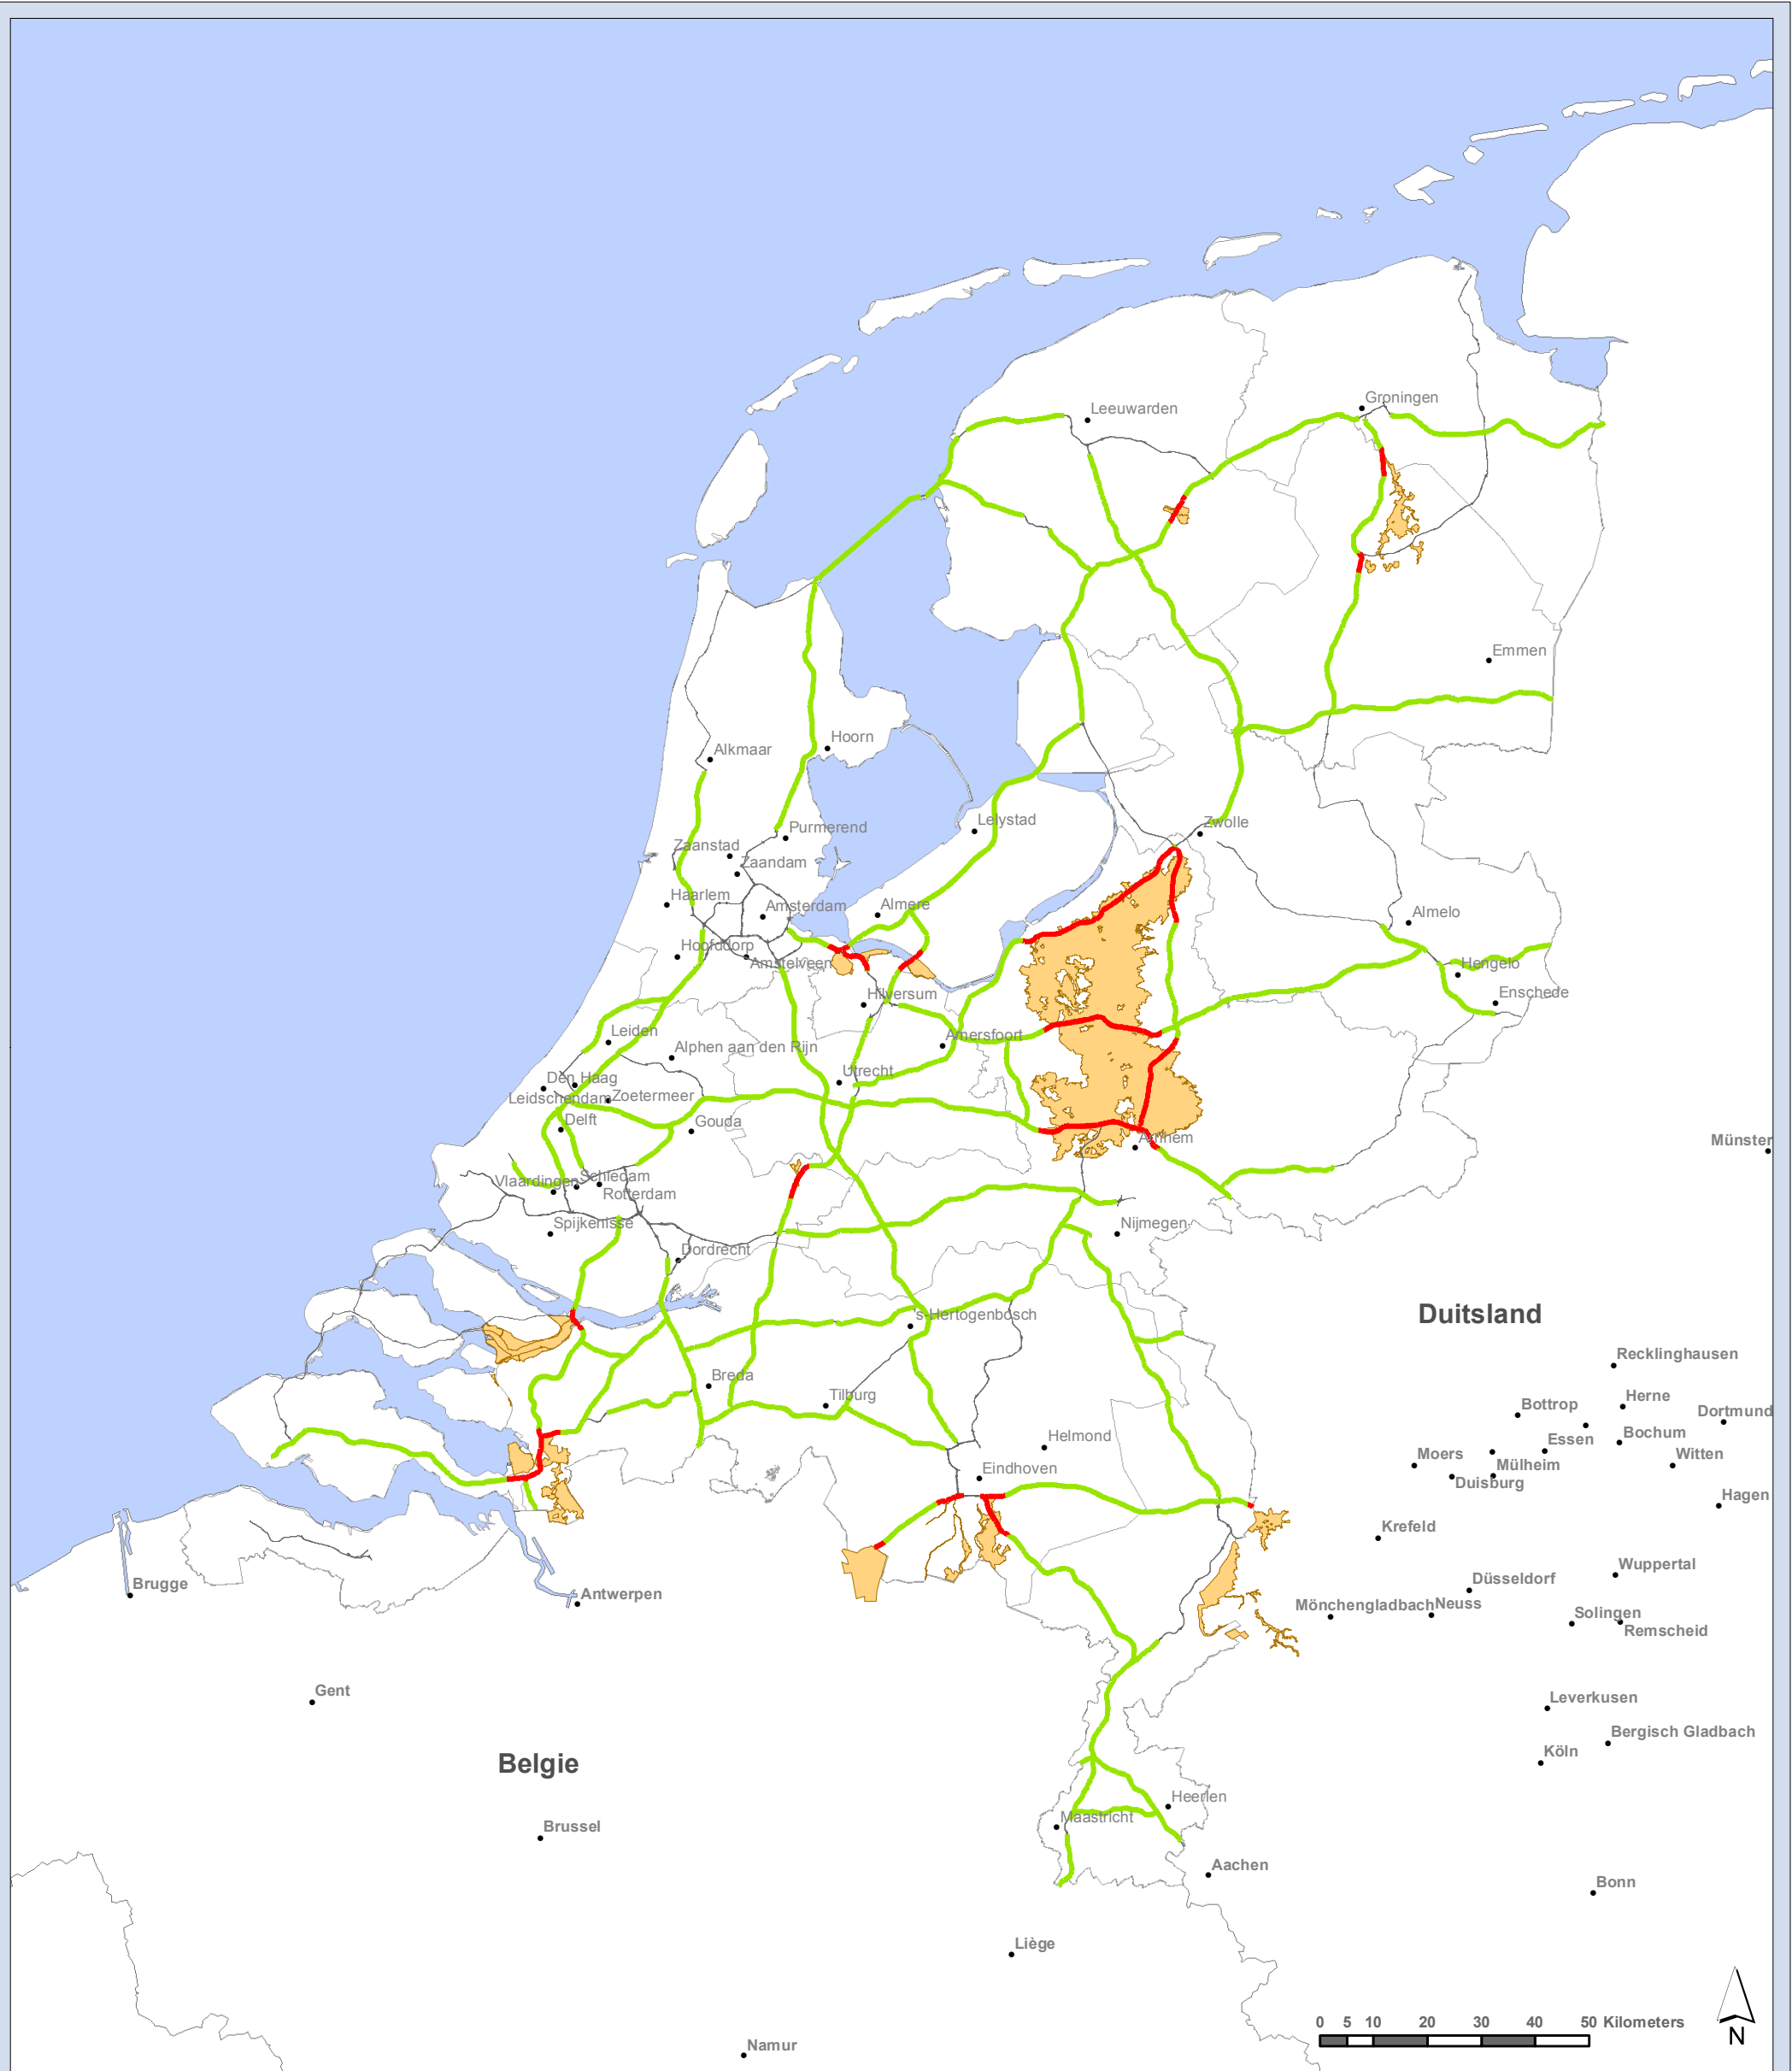 Leeuwarden
Groningen
Emmen
Hoorn
Alkmaar
Lelystad
Purmerend
Zwolle
Zaanstad
Zaandam
Haarlem
Amsterdam
Almere
Almelo
Hoofddorp
Amstelveen
Hengelo
Hilversum
Enschede
Leiden
Amersfoort
Alphen aan den Rijn
Utrecht
Den Haag
Leidschendam
Zoetermeer
Delft
Gouda
Arnhem
Münster
Schiedam
Vlaardingen
Rotterdam
Spijkenisse
Nijmegen
Dordrecht
's-Hertogenbosch
Duitsland
Recklinghausen
Breda
Tilburg
Herne
Bottrop
Dortmund
Bochum
Essen
Helmond
Moers
Witten
Mülheim
Eindhoven
Duisburg
Hagen
Krefeld
Wuppertal
Brugge
Düsseldorf
Antwerpen
Mönchengladbach
Neuss
Solingen
Remscheid
Gent
Leverkusen
Bergisch Gladbach
Köln
Belgie
Heerlen
Maastricht
Brussel
Aachen
Bonn
Liège
0 5 10 20 30 40 50 Kilometers
N
Namur